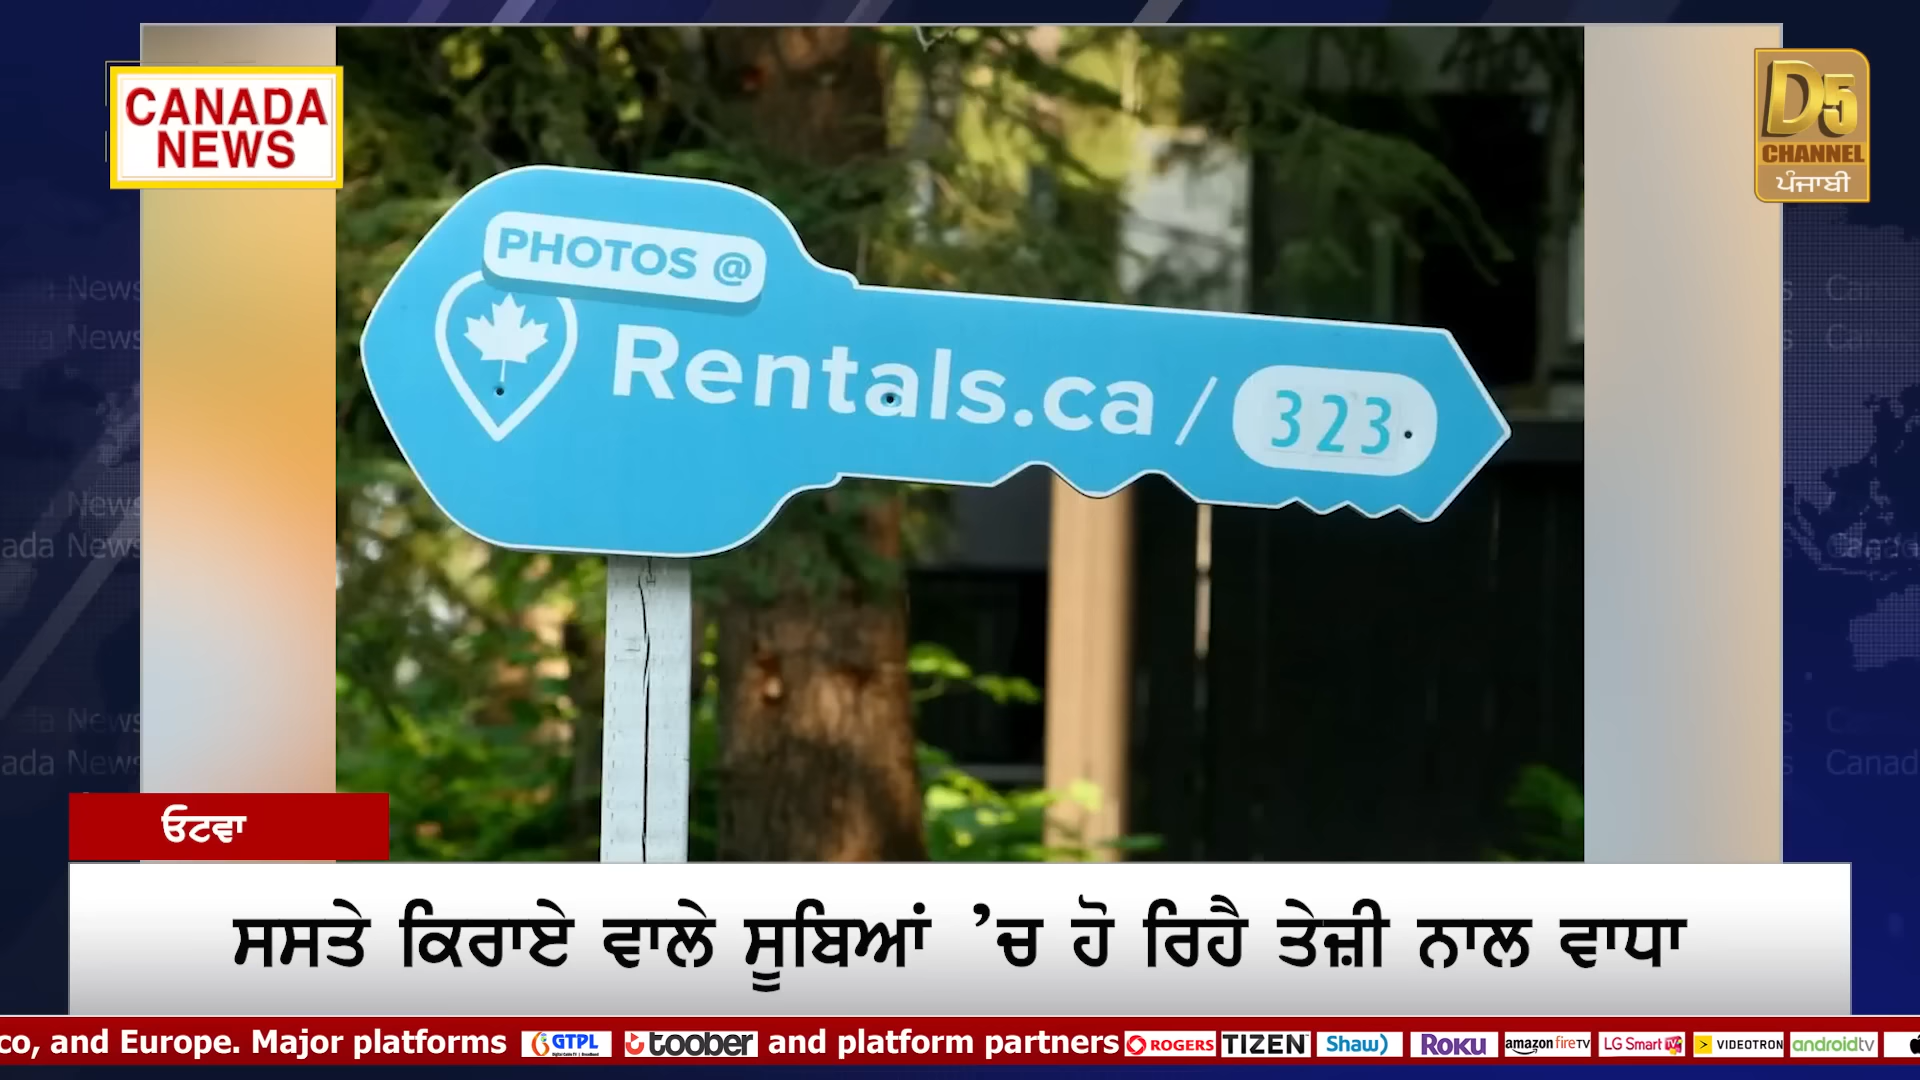 CANADA
NEWS
D5
CHANNEL
ਪੰਜਾਬੀ
PHOTOS @
Rentals.ca / 323
ਓਟਵਾ
ਸਸਤੇ ਕਿਰਾਏ ਵਾਲੇ ਸੂਬਿਆਂ ’ਚ ਹੋ ਰਿਹੈ ਤੇਜ਼ੀ ਨਾਲ ਵਾਧਾ
co, and Europe. Major platforms GTPL toober and platform partners ROGERS TIZEN Shaw) Roku amazon fireTV LG Smart TV VIDEOTRON androidtv